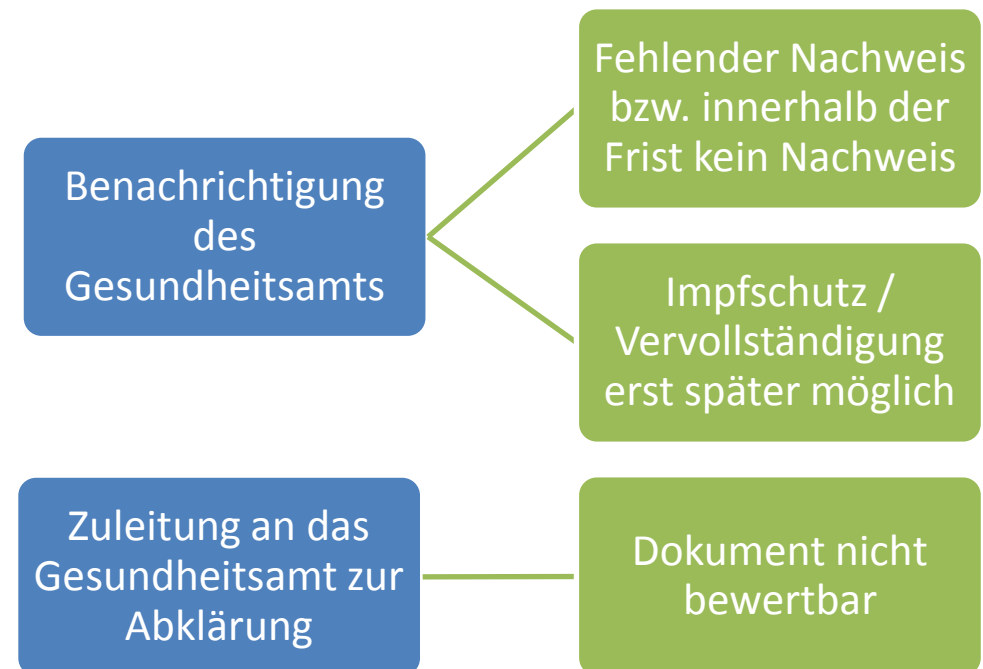 Benachrichtigung
des
Gesundheitsamts
Fehlender Nachweis
bzw. innerhalb der
Frist kein Nachweis
Impfschutz /
Vervollständigung
erst später möglich
Zuleitung an das
Gesundheitsamt zur
Abklärung
Dokument nicht
bewertbar